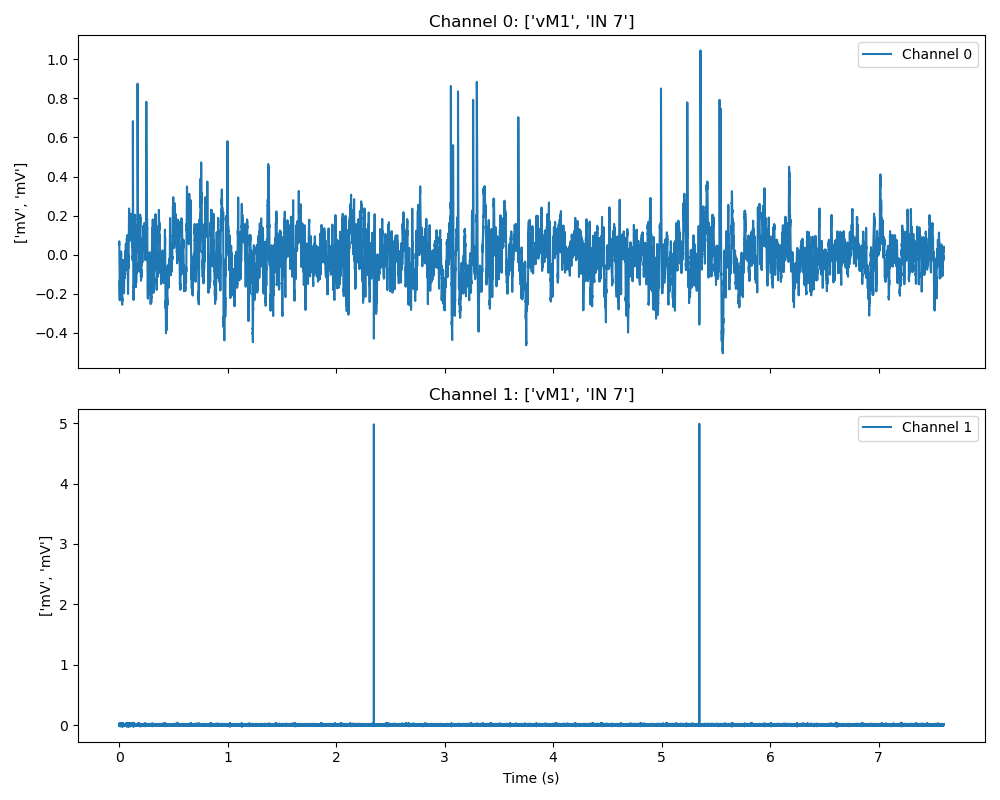 Channel 0: ['vM1', 'IN 7']
Channel 0
1.0
0.8
0.6
0.4
0.2
0.0
−0.2
−0.4
['mV', 'mV']
Channel 1: ['vM1', 'IN 7']
Channel 1
5
4
3
2
1
0
['mV', 'mV']
0 1 2 3 4 5 6 7
Time (s)